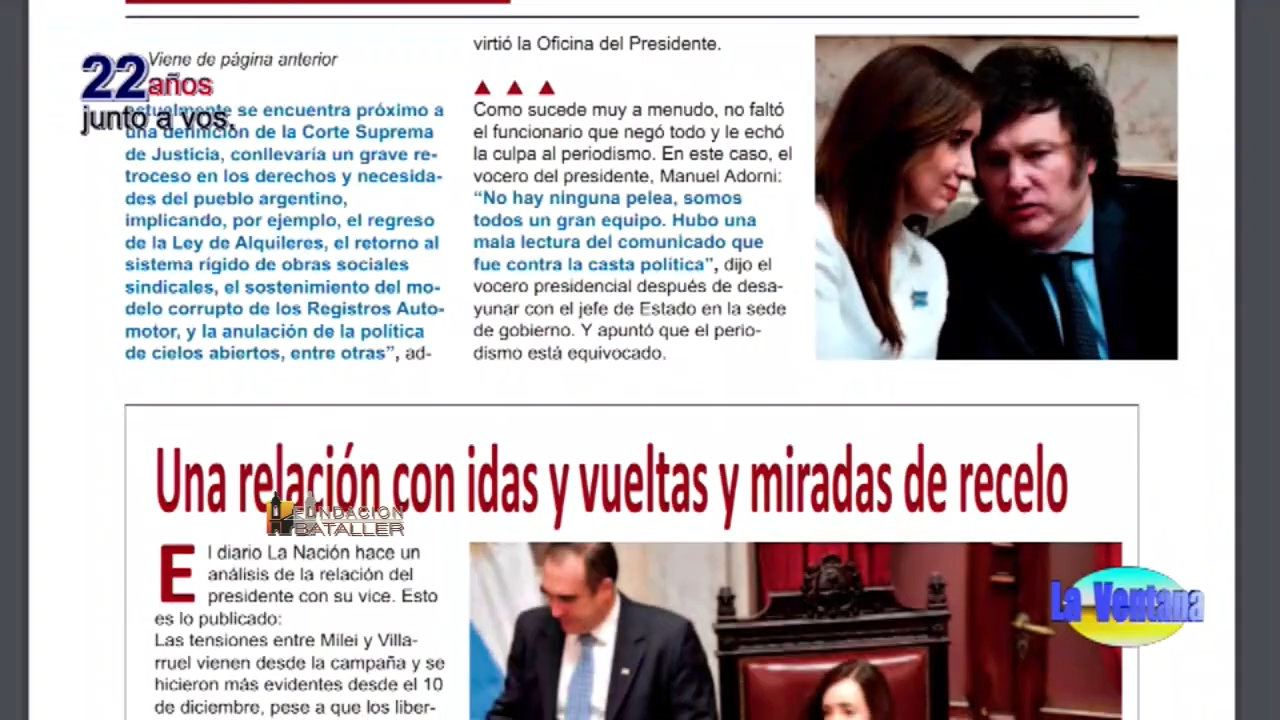 Viene de página anterior
22 años
junto a vos.
actualmente se encuentra próximo a
una definición de la Corte Suprema
de Justicia, conllevaría un grave re-
troceso en los derechos y necesida-
des del pueblo argentino,
implicando, por ejemplo, el regreso
de la Ley de Alquileres, el retorno al
sistema rígido de obras sociales
sindicales, el sostenimiento del mo-
delo corrupto de los Registros Auto-
motor, y la anulación de la política
de cielos abiertos, entre otras”, ad-
virtió la Oficina del Presidente.
▲ ▲ ▲
Como sucede muy a menudo, no faltó
el funcionario que negó todo y le echó
la culpa al periodismo. En este caso, el
vocero del presidente, Manuel Adorni:
“No hay ninguna pelea, somos
todos un gran equipo. Hubo una
mala lectura del comunicado que
fue contra la casta política”, dijo el
vocero presidencial después de desa-
yunar con el jefe de Estado en la sede
de gobierno. Y apuntó que el perio-
dismo está equivocado.
Una relación con idas y vueltas y miradas de recelo
FUNDACION
BATALLER
El diario La Nación hace un
análisis de la relación del
presidente con su vice. Esto
es lo publicado:
Las tensiones entre Milei y Villa-
rruel vienen desde la campaña y se
hicieron más evidentes desde el 10
de diciembre, pese a que los liber-
La Ventana